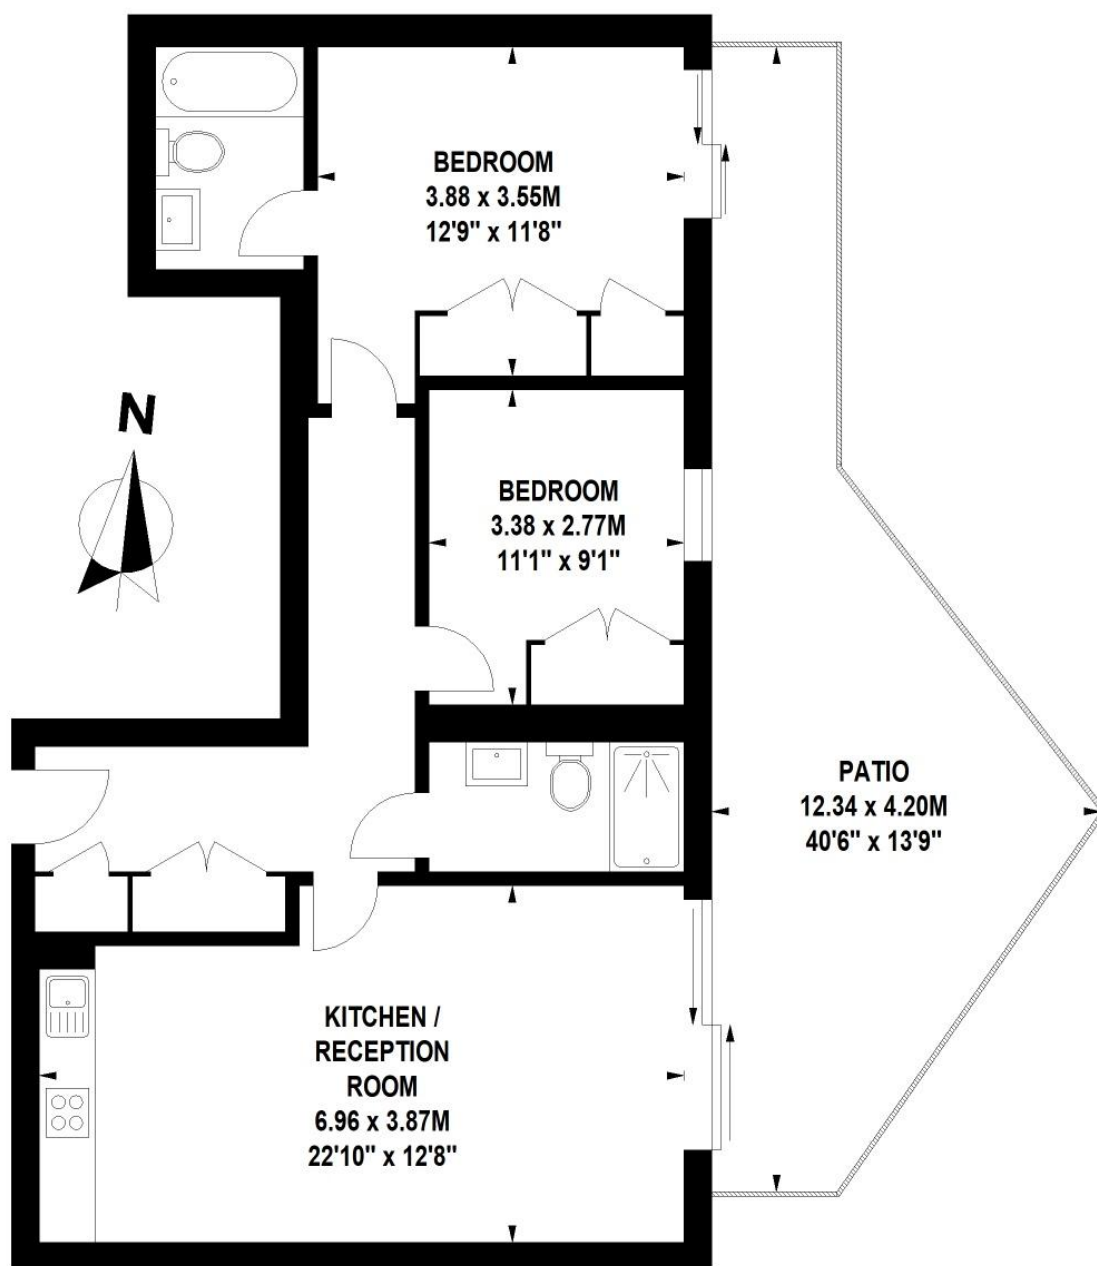 BEDROOM
3.88 x 3.55M
12'9" x 11'8"
N
BEDROOM
3.38 x 2.77M
11'1" x 9'1"
PATIO
12.34 x 4.20M
40'6" x 13'9"
KITCHEN /
RECEPTION
ROOM
6.96 x 3.87M
22'10" x 12'8"